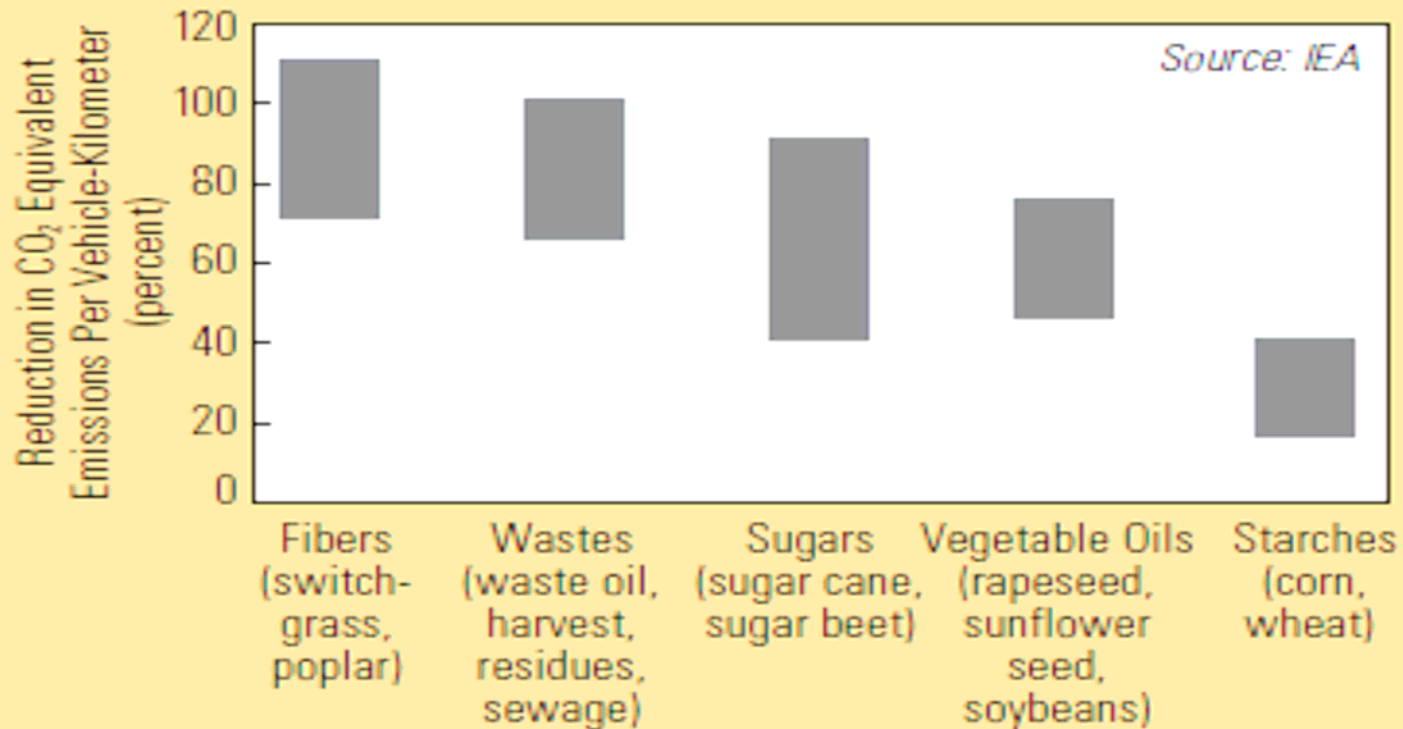 Reduction in CO₂ Equivalent
Emissions Per Vehicle-Kilometer
(percent)
120
100
80
60
40
20
0
Source: IEA
Fibers
(switch-
grass,
poplar)
Wastes
(waste oil,
harvest,
residues,
sewage)
Sugars
(sugar cane,
sugar beet)
Vegetable Oils
(rapeseed,
sunflower
seed,
soybeans)
Starches
(corn,
wheat)